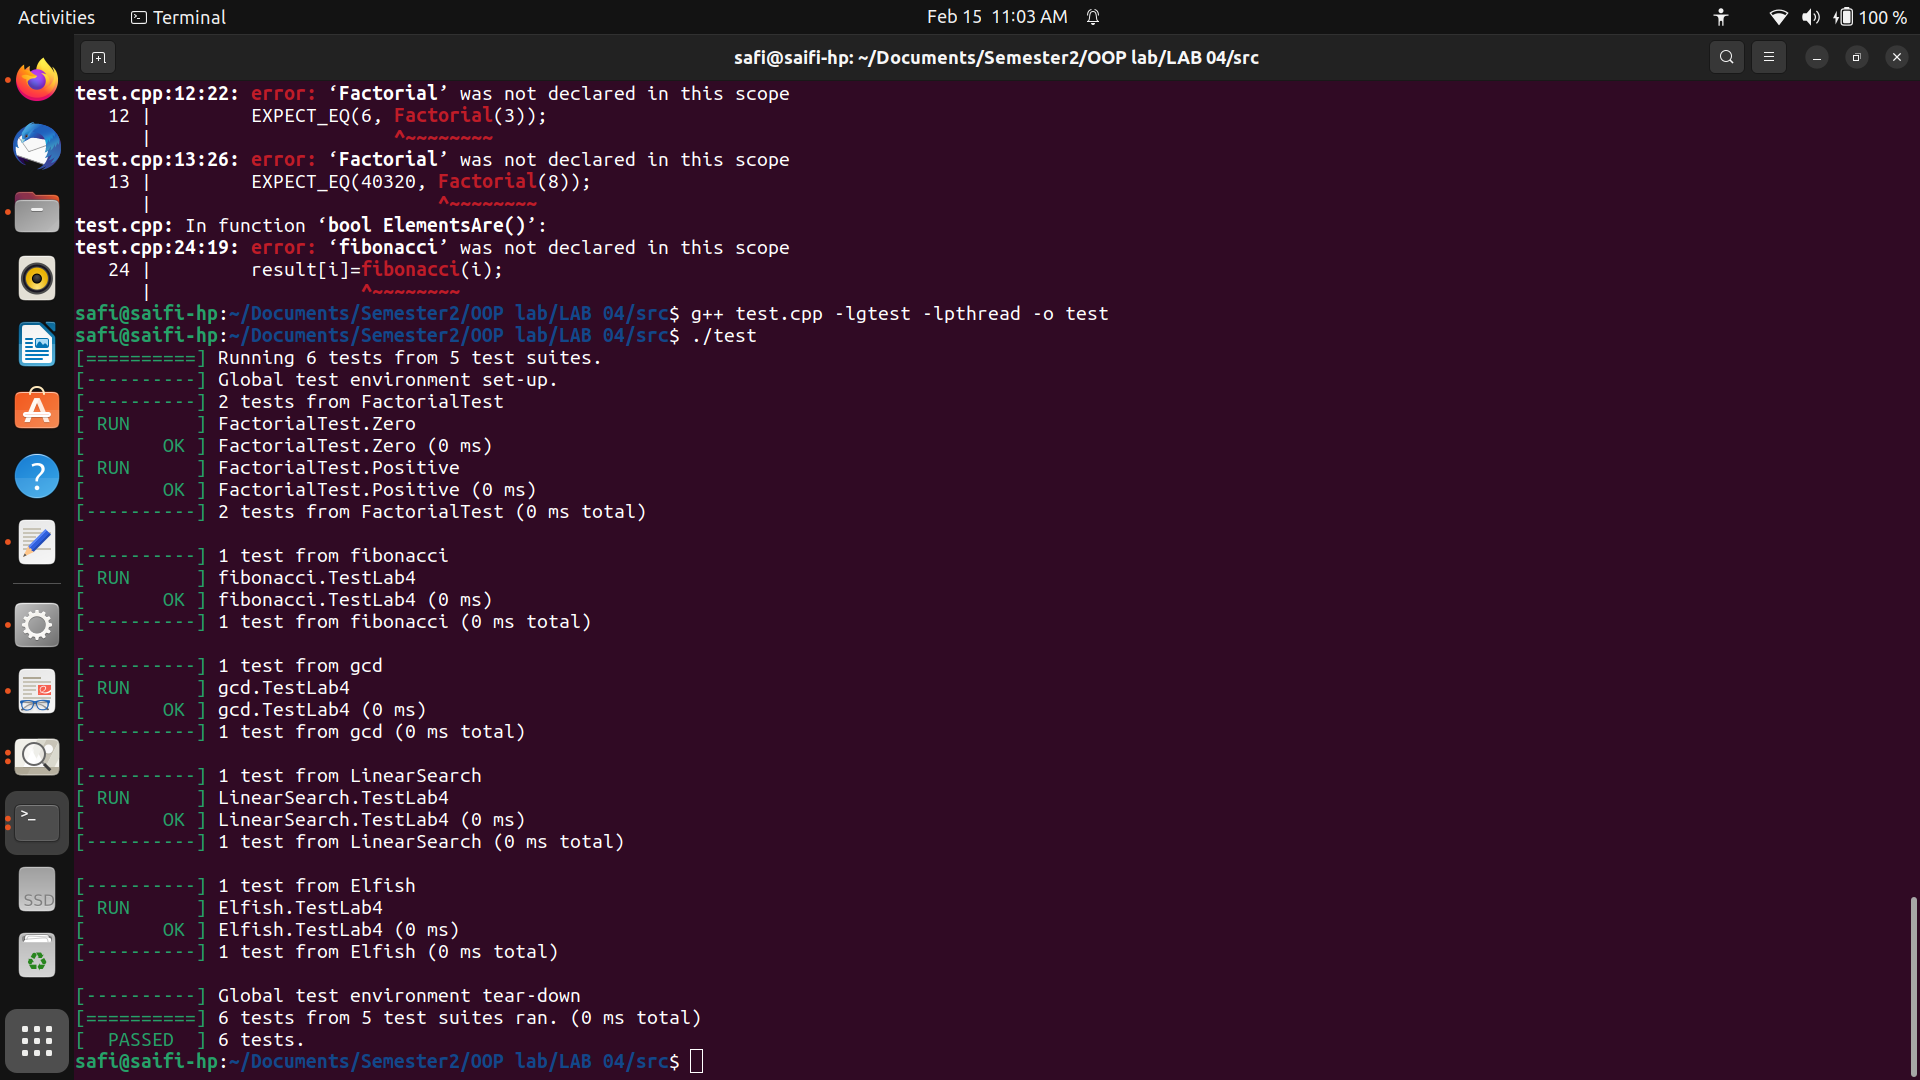 Activities
Terminal
Feb 15 11:03 AM
100 %
safi@saifi-hp: ~/Documents/Semester2/OOP lab/LAB 04/src
test.cpp:12:22: error: ‘Factorial’ was not declared in this scope
   12 |         EXPECT_EQ(6, Factorial(3));
      |                      ^~~~~~~~~
test.cpp:13:26: error: ‘Factorial’ was not declared in this scope
   13 |         EXPECT_EQ(40320, Factorial(8));
      |                          ^~~~~~~~~
test.cpp: In function ‘bool ElementsAre()’:
test.cpp:24:19: error: ‘fibonacci’ was not declared in this scope
   24 |         result[i]=fibonacci(i);
      |                   ^~~~~~~~~
safi@saifi-hp:~/Documents/Semester2/OOP lab/LAB 04/src$ g++ test.cpp -lgtest -lpthread -o test
safi@saifi-hp:~/Documents/Semester2/OOP lab/LAB 04/src$ ./test
[==========] Running 6 tests from 5 test suites.
[----------] Global test environment set-up.
[----------] 2 tests from FactorialTest
[ RUN      ] FactorialTest.Zero
[       OK ] FactorialTest.Zero (0 ms)
[ RUN      ] FactorialTest.Positive
[       OK ] FactorialTest.Positive (0 ms)
[----------] 2 tests from FactorialTest (0 ms total)
[----------] 1 test from fibonacci
[ RUN      ] fibonacci.TestLab4
[       OK ] fibonacci.TestLab4 (0 ms)
[----------] 1 test from fibonacci (0 ms total)
[----------] 1 test from gcd
[ RUN      ] gcd.TestLab4
[       OK ] gcd.TestLab4 (0 ms)
[----------] 1 test from gcd (0 ms total)
[----------] 1 test from LinearSearch
[ RUN      ] LinearSearch.TestLab4
[       OK ] LinearSearch.TestLab4 (0 ms)
[----------] 1 test from LinearSearch (0 ms total)
[----------] 1 test from Elfish
[ RUN      ] Elfish.TestLab4
[       OK ] Elfish.TestLab4 (0 ms)
[----------] 1 test from Elfish (0 ms total)
[----------] Global test environment tear-down
[==========] 6 tests from 5 test suites ran. (0 ms total)
[  PASSED  ] 6 tests.
safi@saifi-hp:~/Documents/Semester2/OOP lab/LAB 04/src$
SSD